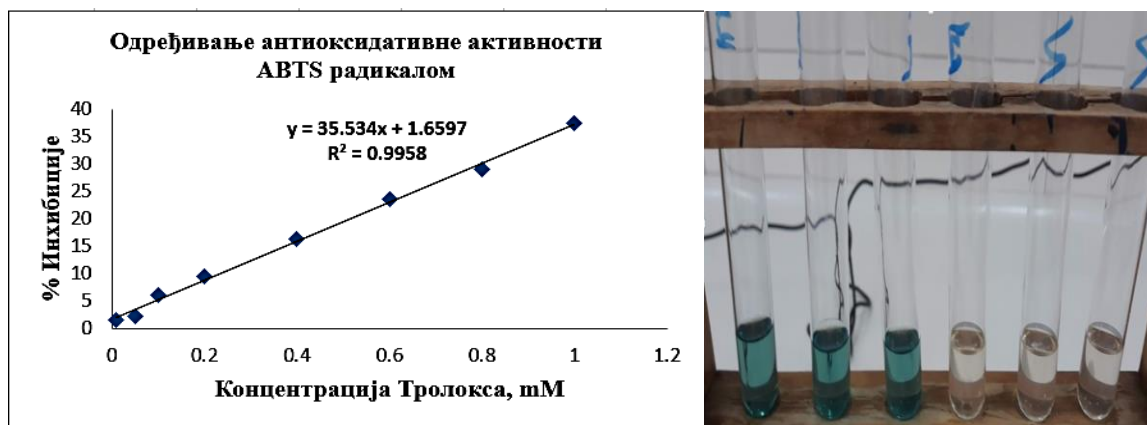 Одређивање антиоксидативне активности
ABTS радикалом
y = 35.534x + 1.6597
R² = 0.9958
% Инхибиције
40
35
30
25
20
15
10
5
0
0
0.2
0.4
0.6
0.8
1
1.2
Концентрација Тролокса, mM